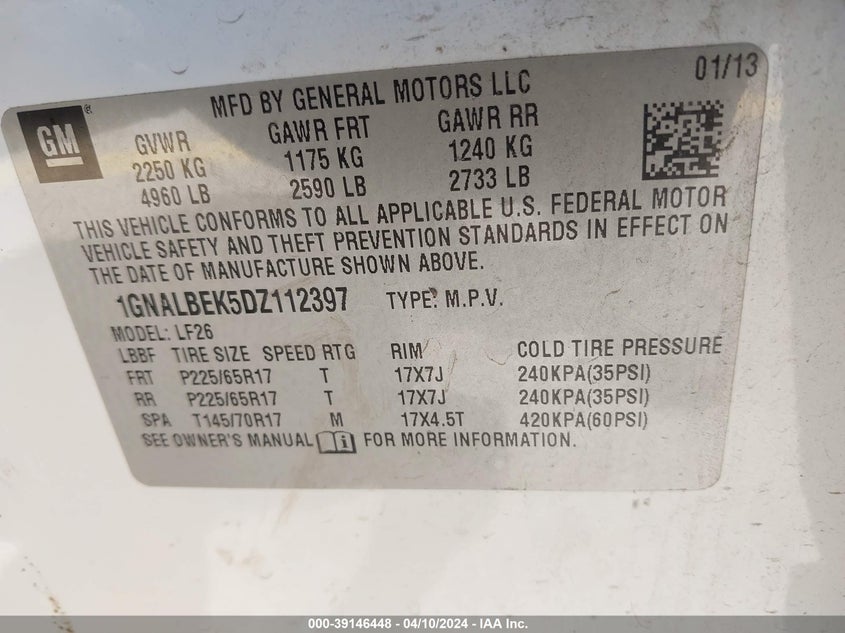 01/13
MFD BY GENERAL MOTORS LLC
GM ®
GVWR GAWR FRT GAWR RR
2250 KG 1175 KG 1240 KG
4960 LB 2590 LB 2733 LB
THIS VEHICLE CONFORMS TO ALL APPLICABLE U.S. FEDERAL MOTOR
VEHICLE SAFETY AND THEFT PREVENTION STANDARDS IN EFFECT ON
THE DATE OF MANUFACTURE SHOWN ABOVE.
1GNALBEK5DZ112397 TYPE: M.P.V.
MODEL: LF26
LBBF TIRE SIZE SPEED RTG RIM COLD TIRE PRESSURE
FRT P225/65R17 T 17X7J 240KPA(35PSI)
RR P225/65R17 T 17X7J 240KPA(35PSI)
SPA T145/70R17 M 17X4.5T 420KPA(60PSI)
SEE OWNER'S MANUAL i FOR MORE INFORMATION.
000-39146448 - 04/10/2024 - IAA Inc.